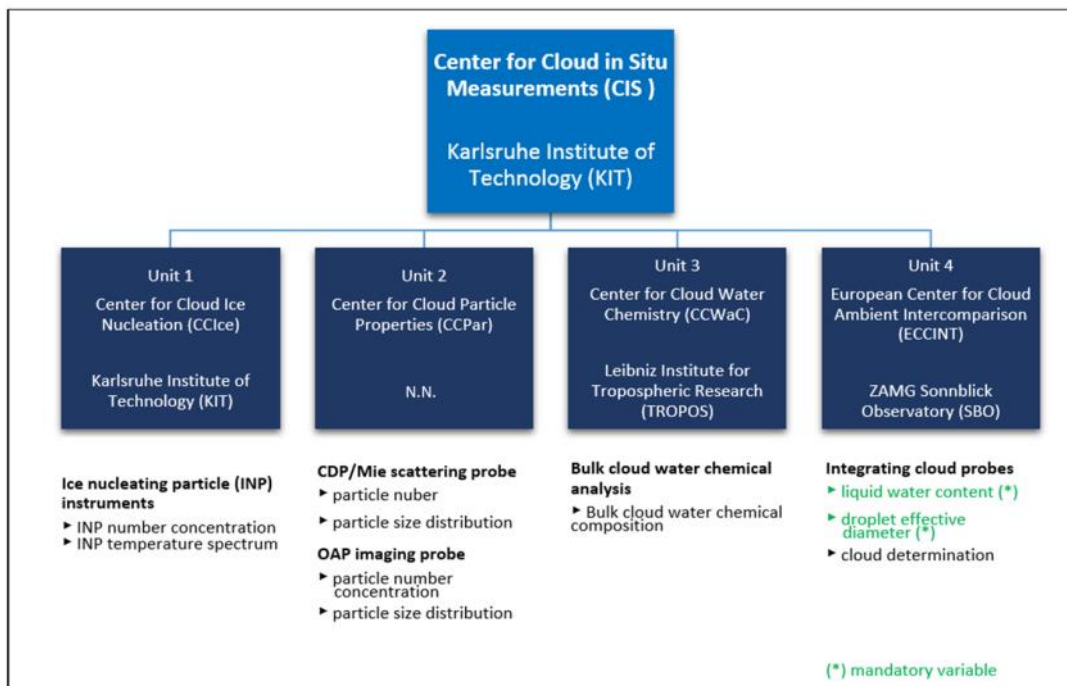 Center for Cloud in Situ
Measurements (CIS )
Karlsruhe Institute of
Technology (KIT)
Unit 1
Center for Cloud Ice
Nucleation (CCIce)
Karlsruhe Institute of
Technology (KIT)
Unit 2
Center for Cloud Particle
Properties (CCPar)
N.N.
Unit 3
Center for Cloud Water
Chemistry (CCWaC)
Leibniz Institute for
Tropospheric Research
(TROPOS)
Unit 4
European Center for Cloud
Ambient Intercomparison
(ECCINT)
ZAMG Sonnblick
Observatory (SBO)
Ice nucleating particle (INP)
instruments
‣ INP number concentration
‣ INP temperature spectrum
CDP/Mie scattering probe
‣ particle nuber
‣ particle size distribution
OAP imaging probe
‣ particle number
concentration
‣ particle size distribution
Bulk cloud water chemical
analysis
‣ Bulk cloud water chemical
composition
Integrating cloud probes
‣ liquid water content (*)
‣ droplet effective
diameter (*)
‣ cloud determination
(*) mandatory variable